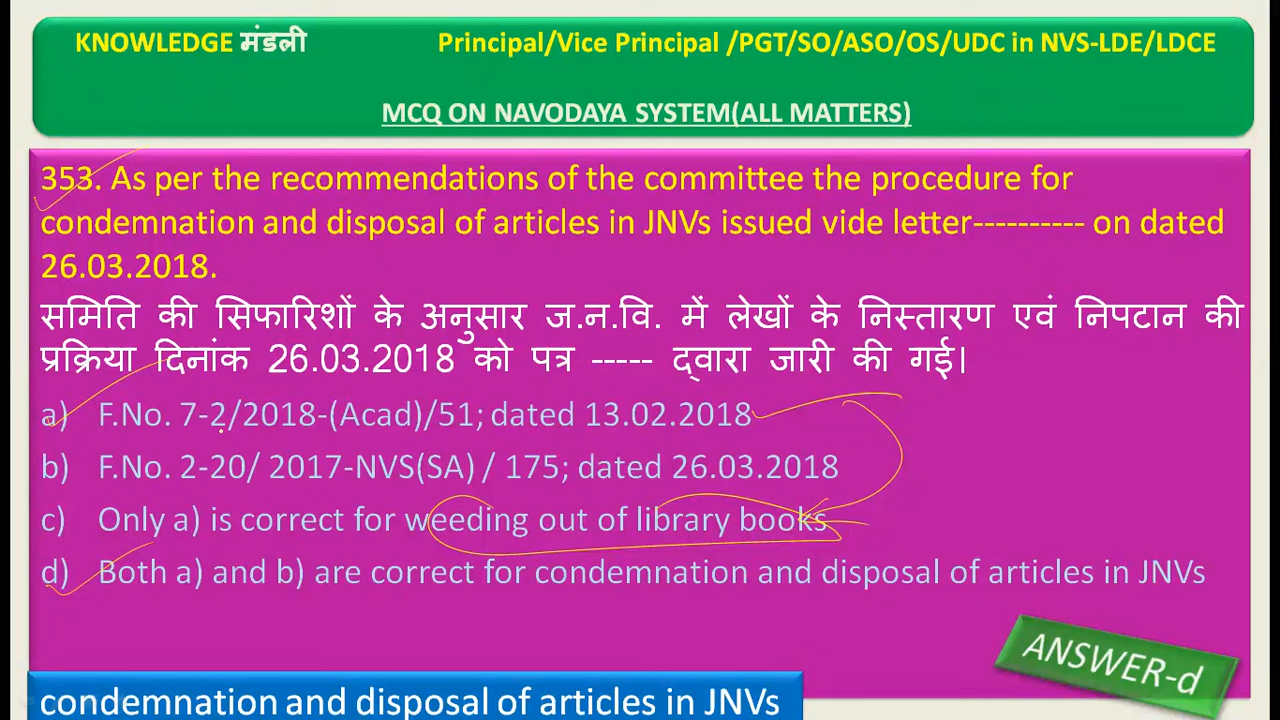 KNOWLEDGE मंडली Principal/Vice Principal /PGT/SO/ASO/OS/UDC in NVS-LDE/LDCE
MCQ ON NAVODAYA SYSTEM(ALL MATTERS)
353. As per the recommendations of the committee the procedure for
condemnation and disposal of articles in JNVs issued vide letter---------- on dated
26.03.2018.
समिति की सिफारिशों के अनुसार ज.न.वि. में लेखों के निस्तारण एवं निपटान की
प्रक्रिया दिनांक 26.03.2018 को पत्र ----- द्वारा जारी की गई।
a) F.No. 7-2/2018-(Acad)/51; dated 13.02.2018
b) F.No. 2-20/ 2017-NVS(SA) / 175; dated 26.03.2018
c) Only a) is correct for weeding out of library books
d) Both a) and b) are correct for condemnation and disposal of articles in JNVs
ANSWER-d
condemnation and disposal of articles in JNVs